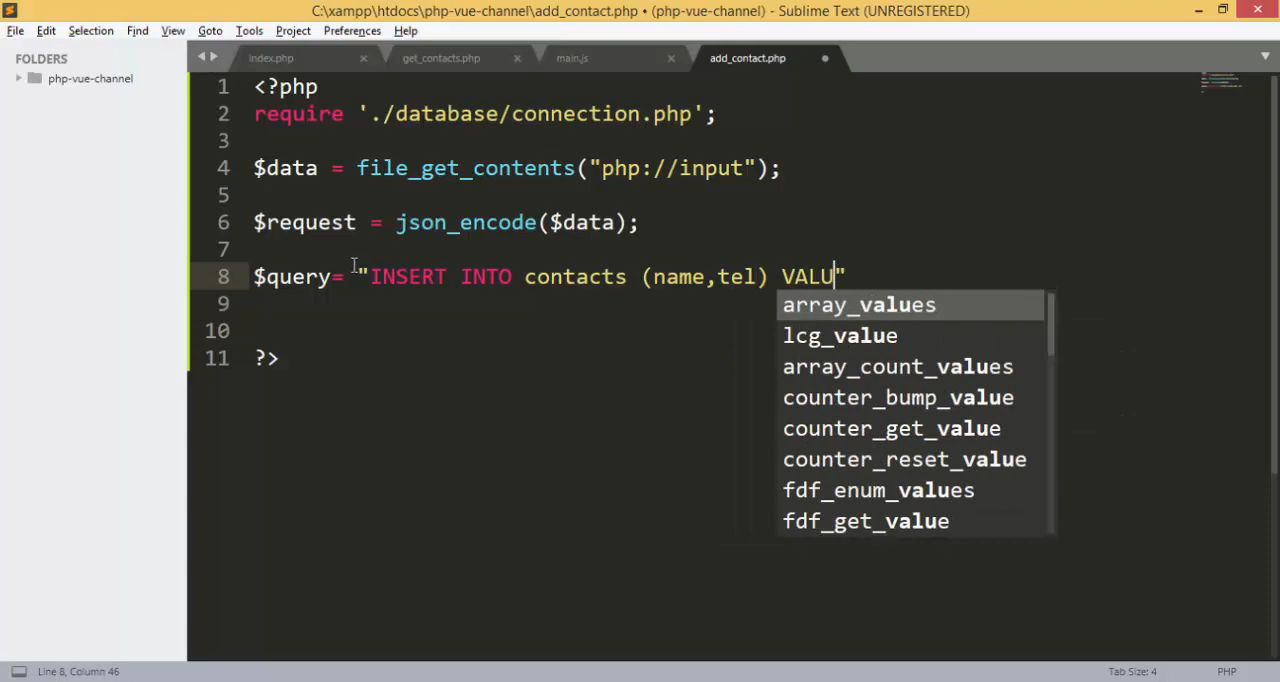 C:\xampp\htdocs\php-vue-channel\add_contact.php • (php-vue-channel) - Sublime Text (UNREGISTERED)
File Edit Selection Find View Goto Tools Project Preferences Help
FOLDERS
php-vue-channel
index.php × get_contacts.php × main.js × add_contact.php
1 <?php
2 require './database/connection.php';
3
4 $data = file_get_contents("php://input");
5
6 $request = json_encode($data);
7
8 $query= "INSERT INTO contacts (name,tel) VALU"
9
10
11 ?>
array_values
lcg_value
array_count_values
counter_bump_value
counter_get_value
counter_reset_value
fdf_enum_values
fdf_get_value
Line 8, Column 46 Tab Size: 4 PHP